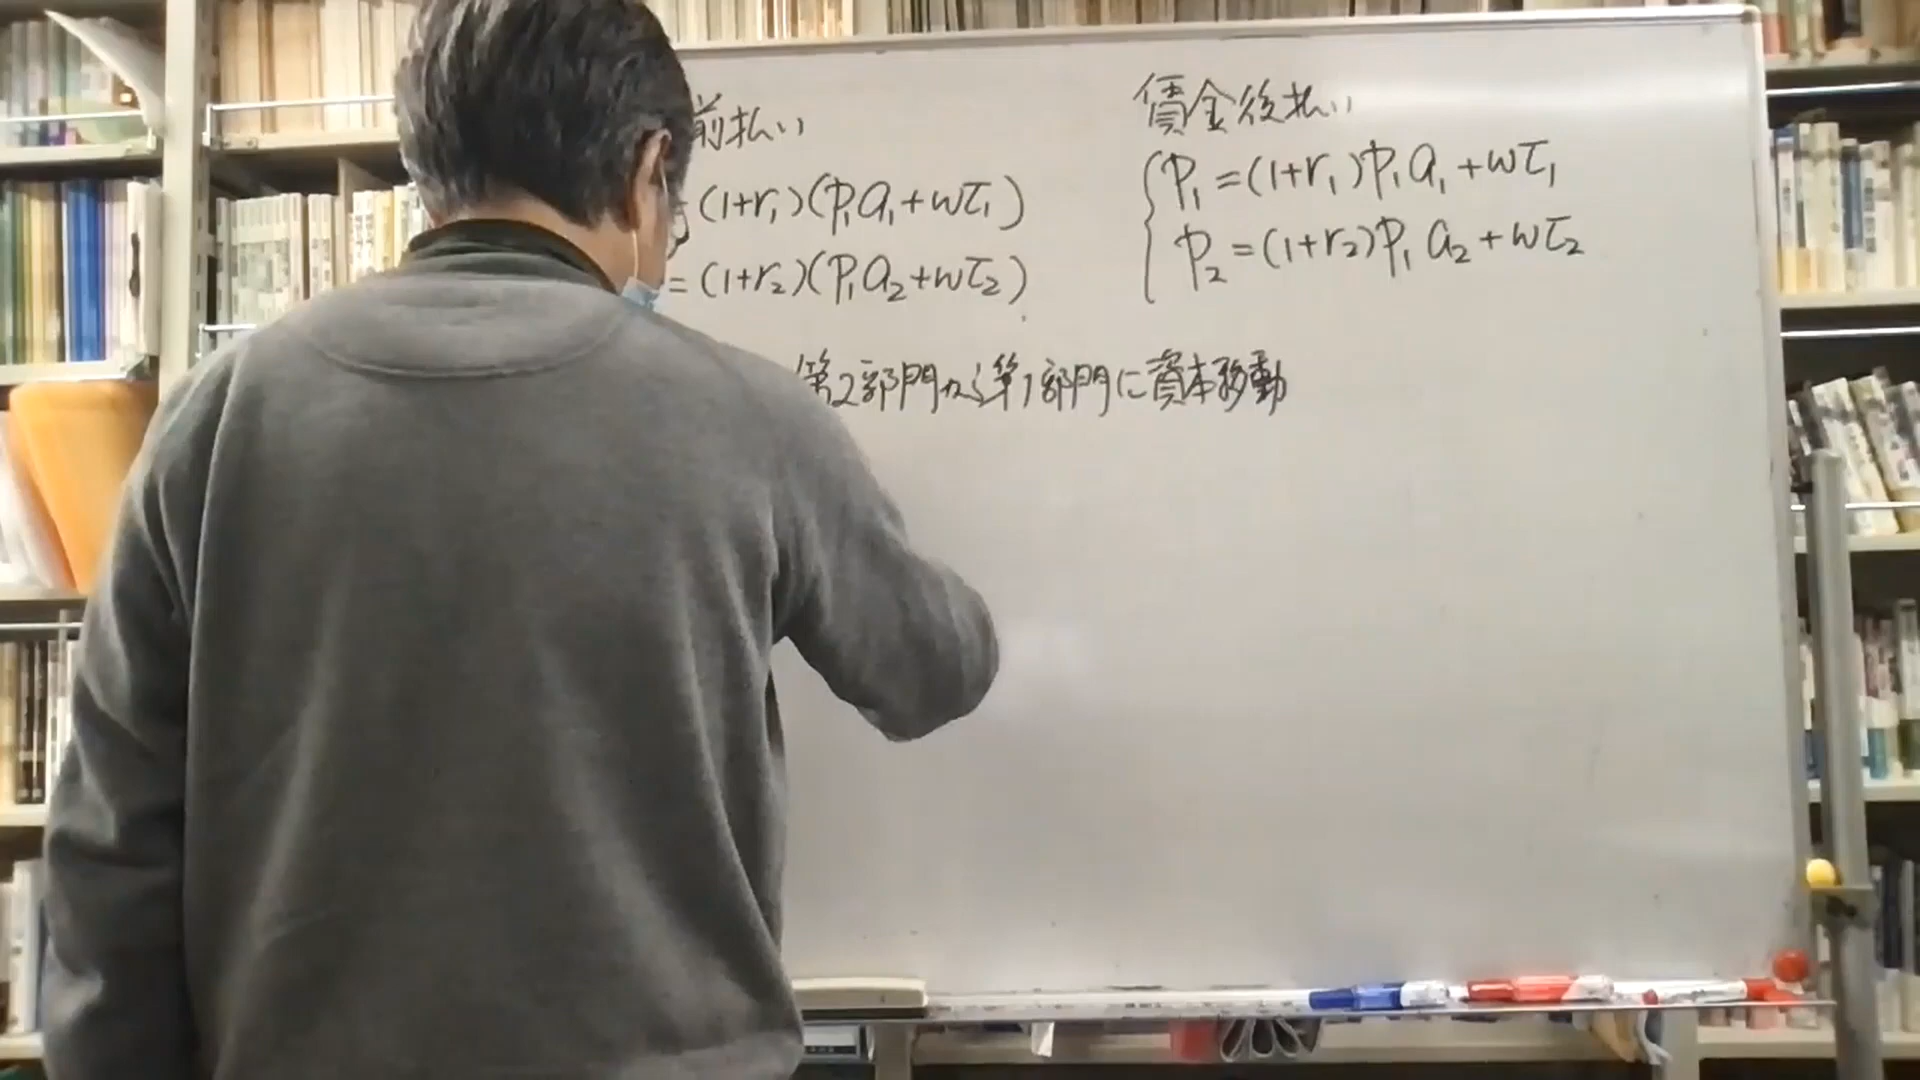 前払い
(1+r₁)(p₁a₁+wτ₁)
=(1+r₂)(p₁a₂+wτ₂)
賃金後払い
p₁=(1+r₁)p₁a₁+wτ₁
p₂=(1+r₂)p₁a₂+wτ₂
第2部門から第1部門に資本移動